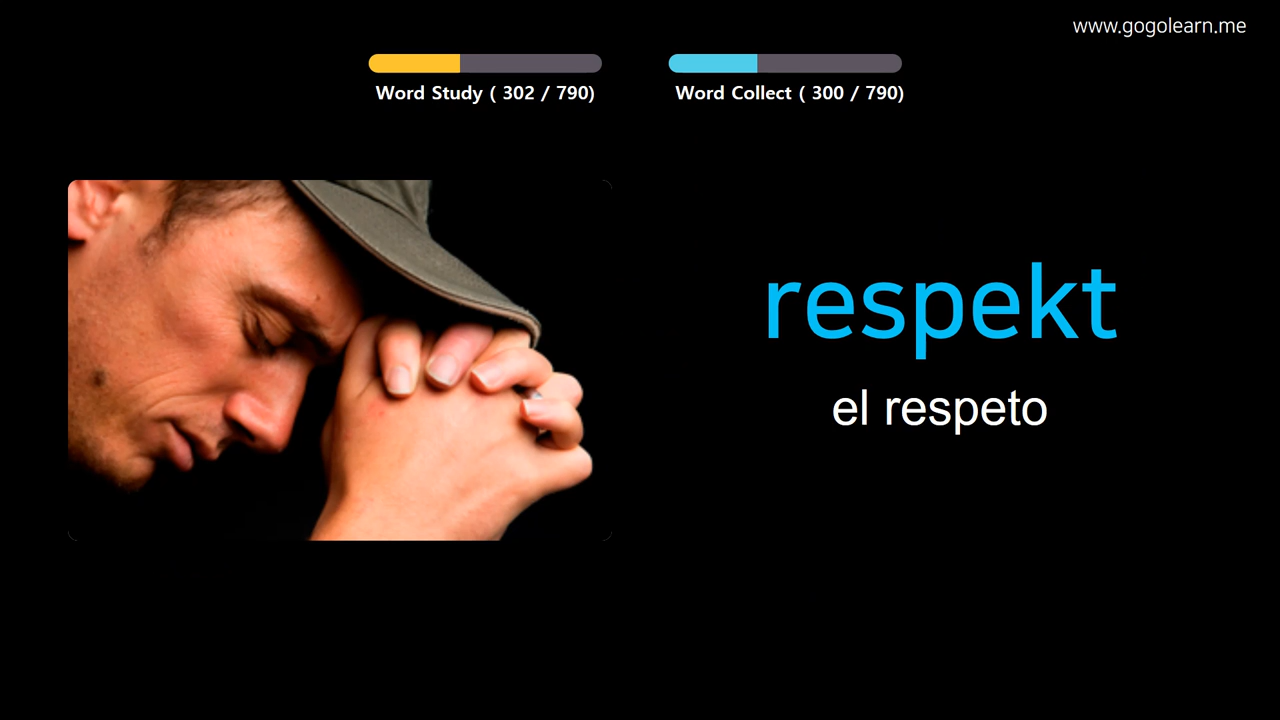 www.gogolearn.me
Word Study ( 302 / 790)
Word Collect ( 300 / 790)
respekt
el respeto